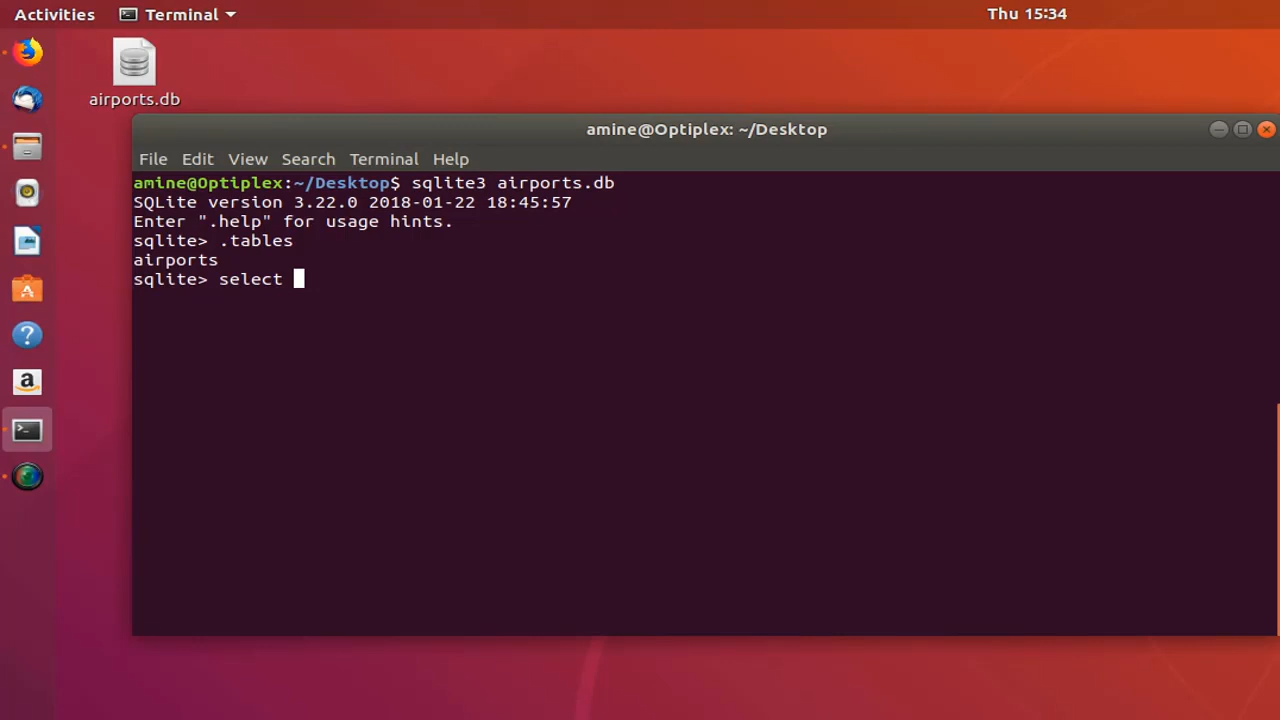 Activities Terminal Thu 15:34
airports.db
amine@Optiplex: ~/Desktop
File Edit View Search Terminal Help
amine@Optiplex:~/Desktop$ sqlite3 airports.db
SQLite version 3.22.0 2018-01-22 18:45:57
Enter ".help" for usage hints.
sqlite> .tables
airports
sqlite> select